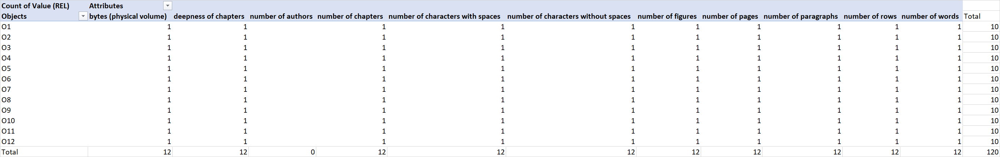 Count of Value (REL) Attributes
Objects bytes (physical volume) deepness of chapters number of authors number of chapters number of characters with spaces number of characters without spaces number of figures number of pages number of paragraphs number of rows number of words Total
O1 1 1 1 1 1 1 1 1 1 1 10
O2 1 1 1 1 1 1 1 1 1 1 10
O3 1 1 1 1 1 1 1 1 1 1 10
O4 1 1 1 1 1 1 1 1 1 1 10
O5 1 1 1 1 1 1 1 1 1 1 10
O6 1 1 1 1 1 1 1 1 1 1 10
O7 1 1 1 1 1 1 1 1 1 1 10
O8 1 1 1 1 1 1 1 1 1 1 10
O9 1 1 1 1 1 1 1 1 1 1 10
O10 1 1 1 1 1 1 1 1 1 1 10
O11 1 1 1 1 1 1 1 1 1 1 10
O12 1 1 1 1 1 1 1 1 1 1 10
Total 12 12 0 12 12 12 12 12 12 12 12 120